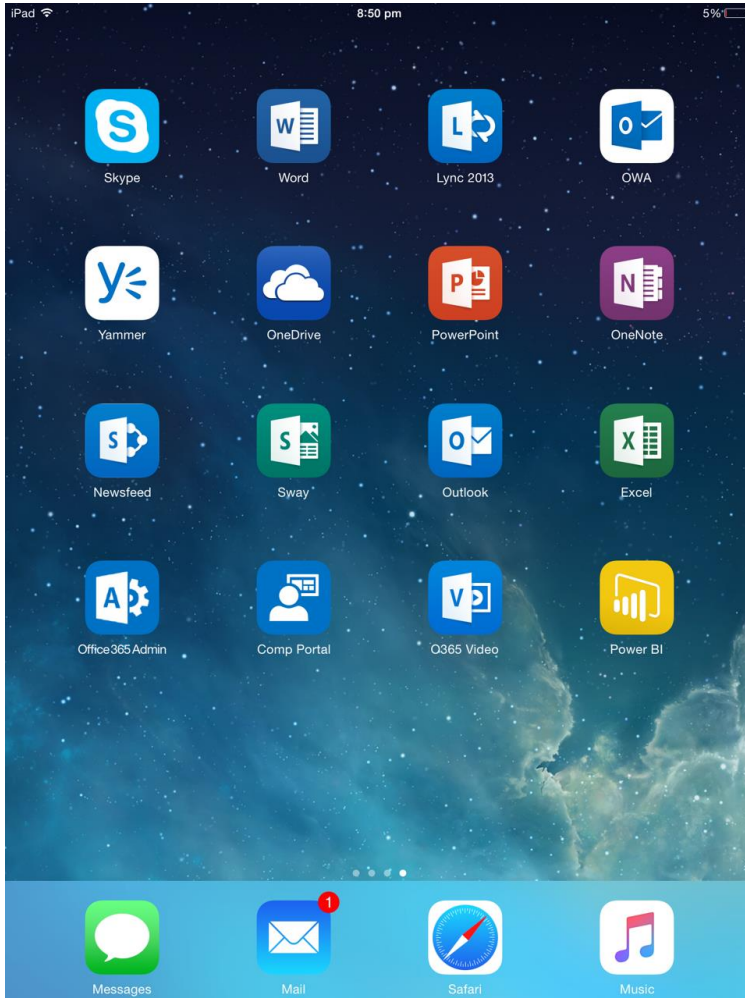 iPad 8:50 pm 5%
S W L O
Skype Word Lync 2013 OWA
y P N
Yammer OneDrive PowerPoint OneNote
S S O X
Newsfeed Sway Outlook Excel
A V
Office365 Admin Comp Portal O365 Video Power BI
1
Messages Mail Safari Music